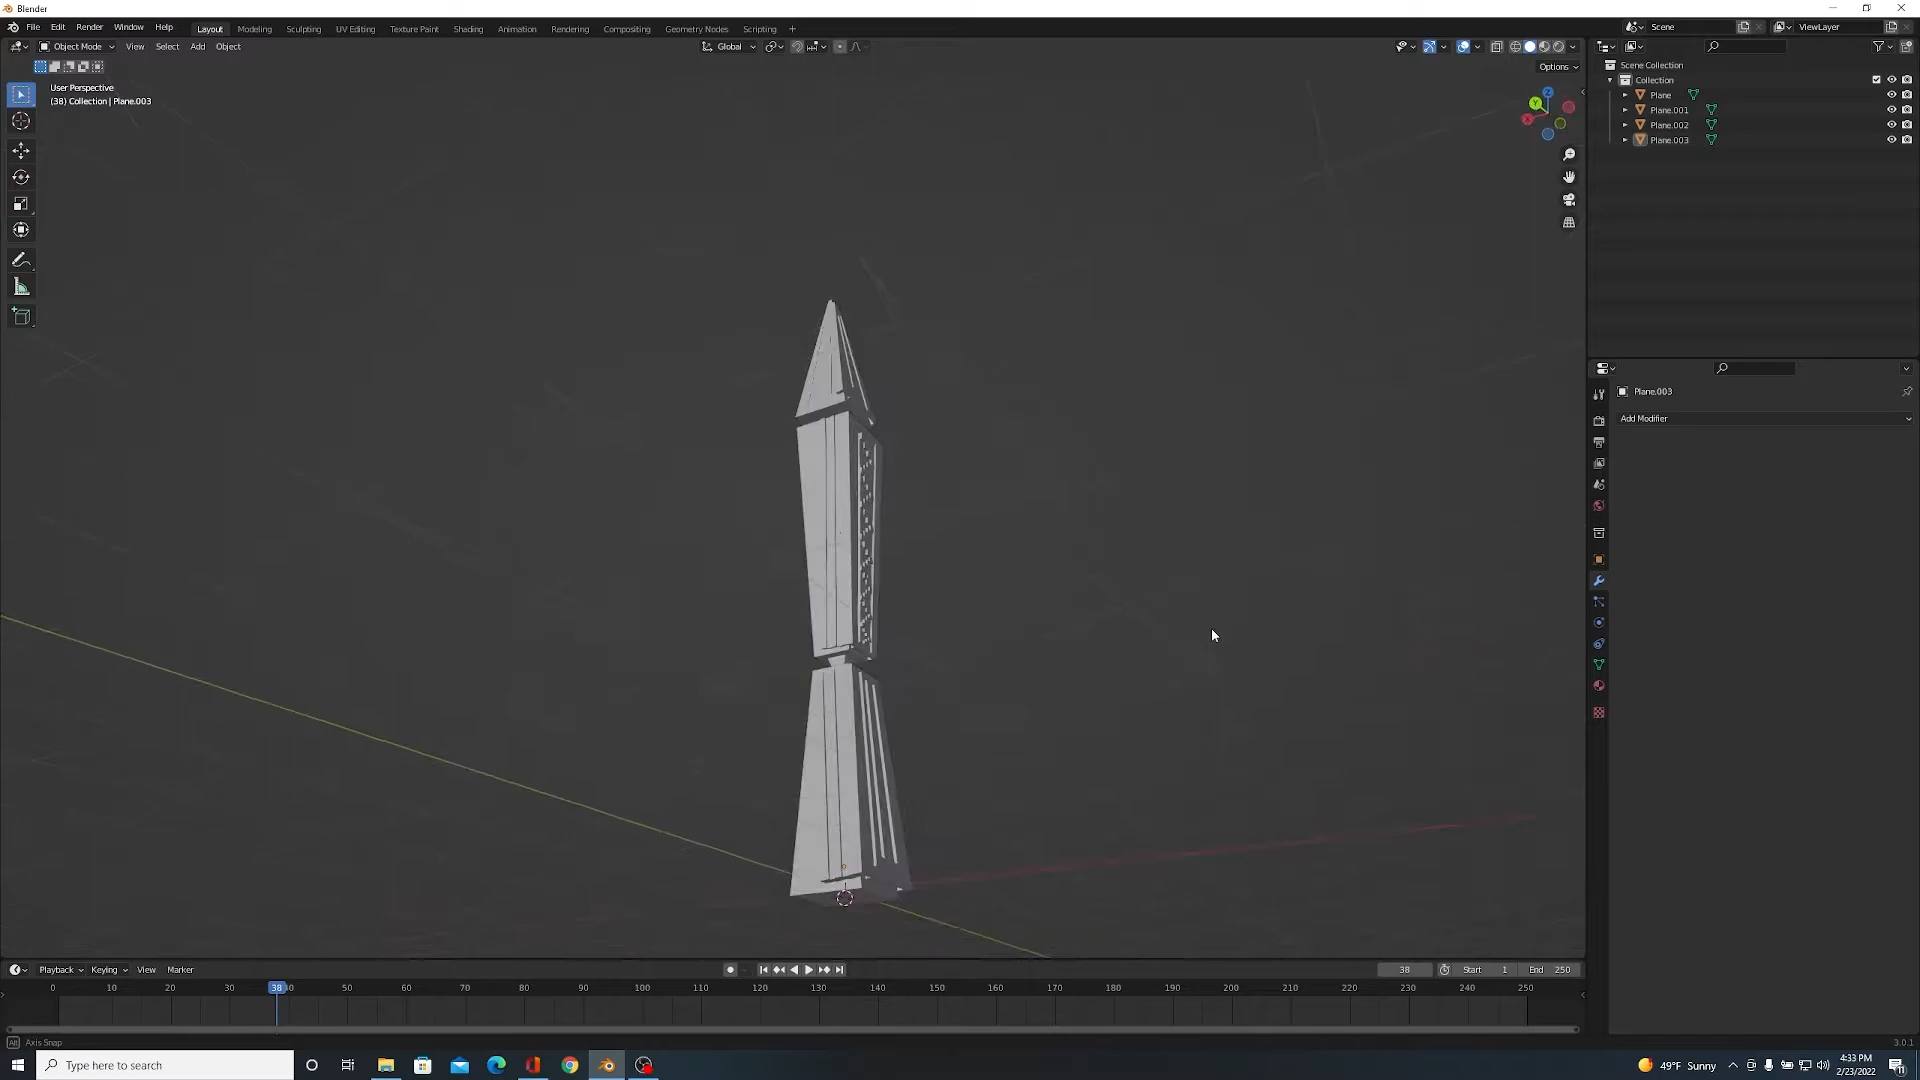 Blender
File Edit Render Window Help
Layout Modeling Sculpting UV Editing Texture Paint Shading Animation Rendering Compositing Geometry Nodes Scripting +
Scene
ViewLayer
Object Mode View Select Add Object
Global
Options
User Perspective
(38) Collection | Plane.003
Z
Y
X
Scene Collection
Collection
Plane
Plane.001
Plane.002
Plane.003
Plane.003
Add Modifier
Playback Keying View Marker
38 Start 1 End 250
0 10 20 30 38 40 50 60 70 80 90 100 110 120 130 140 150 160 170 180 190 200 210 220 230 240 250
Alt Axis Snap
3.0.1
Type here to search
49°F Sunny
4:33 PM
2/23/2022
11